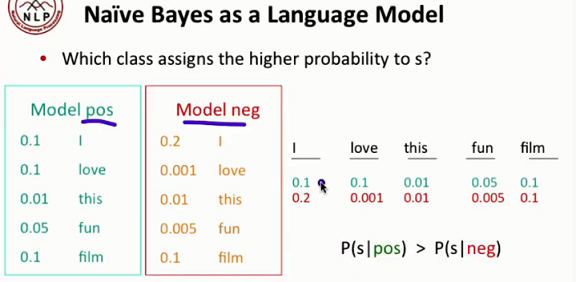 NLP
Naïve Bayes as a Language Model
• Which class assigns the higher probability to s?
Model pos
0.1 I
0.1 love
0.01 this
0.05 fun
0.1 film
Model neg
0.2 I
0.001 love
0.01 this
0.005 fun
0.1 film
I love this fun film
0.1 0.1 0.01 0.05 0.1
0.2 0.001 0.01 0.005 0.1
P(s|pos) > P(s|neg)